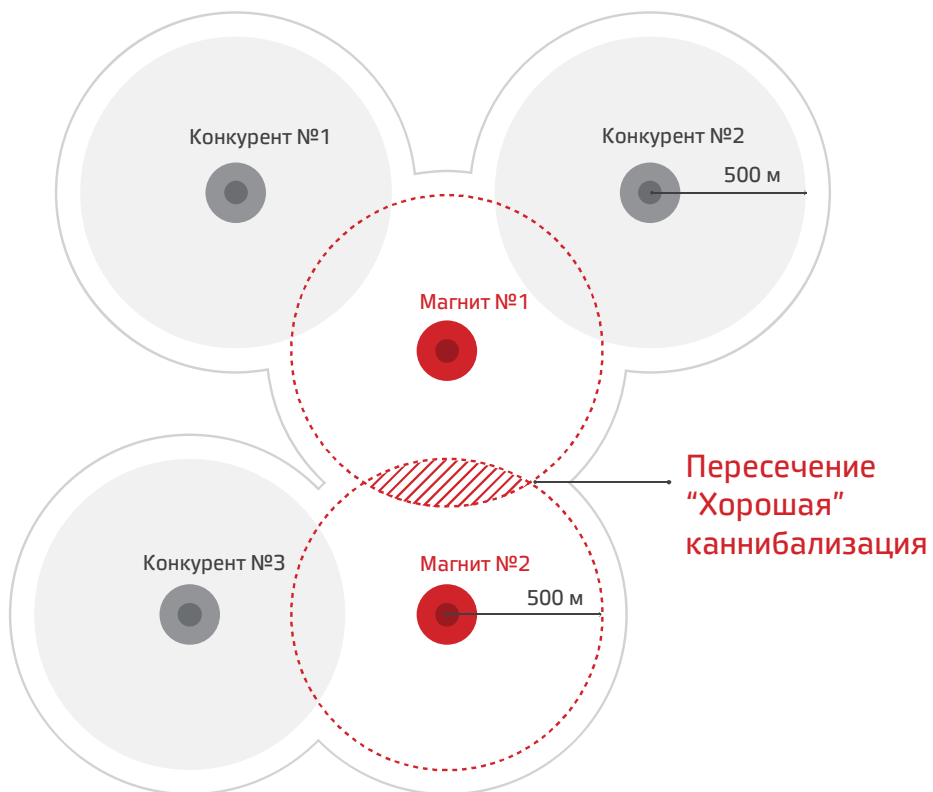 Конкурент №1
Конкурент №2
500 м
Магнит №1
Пересечение
“Хорошая”
каннибализация
Конкурент №3
Магнит №2
500 м